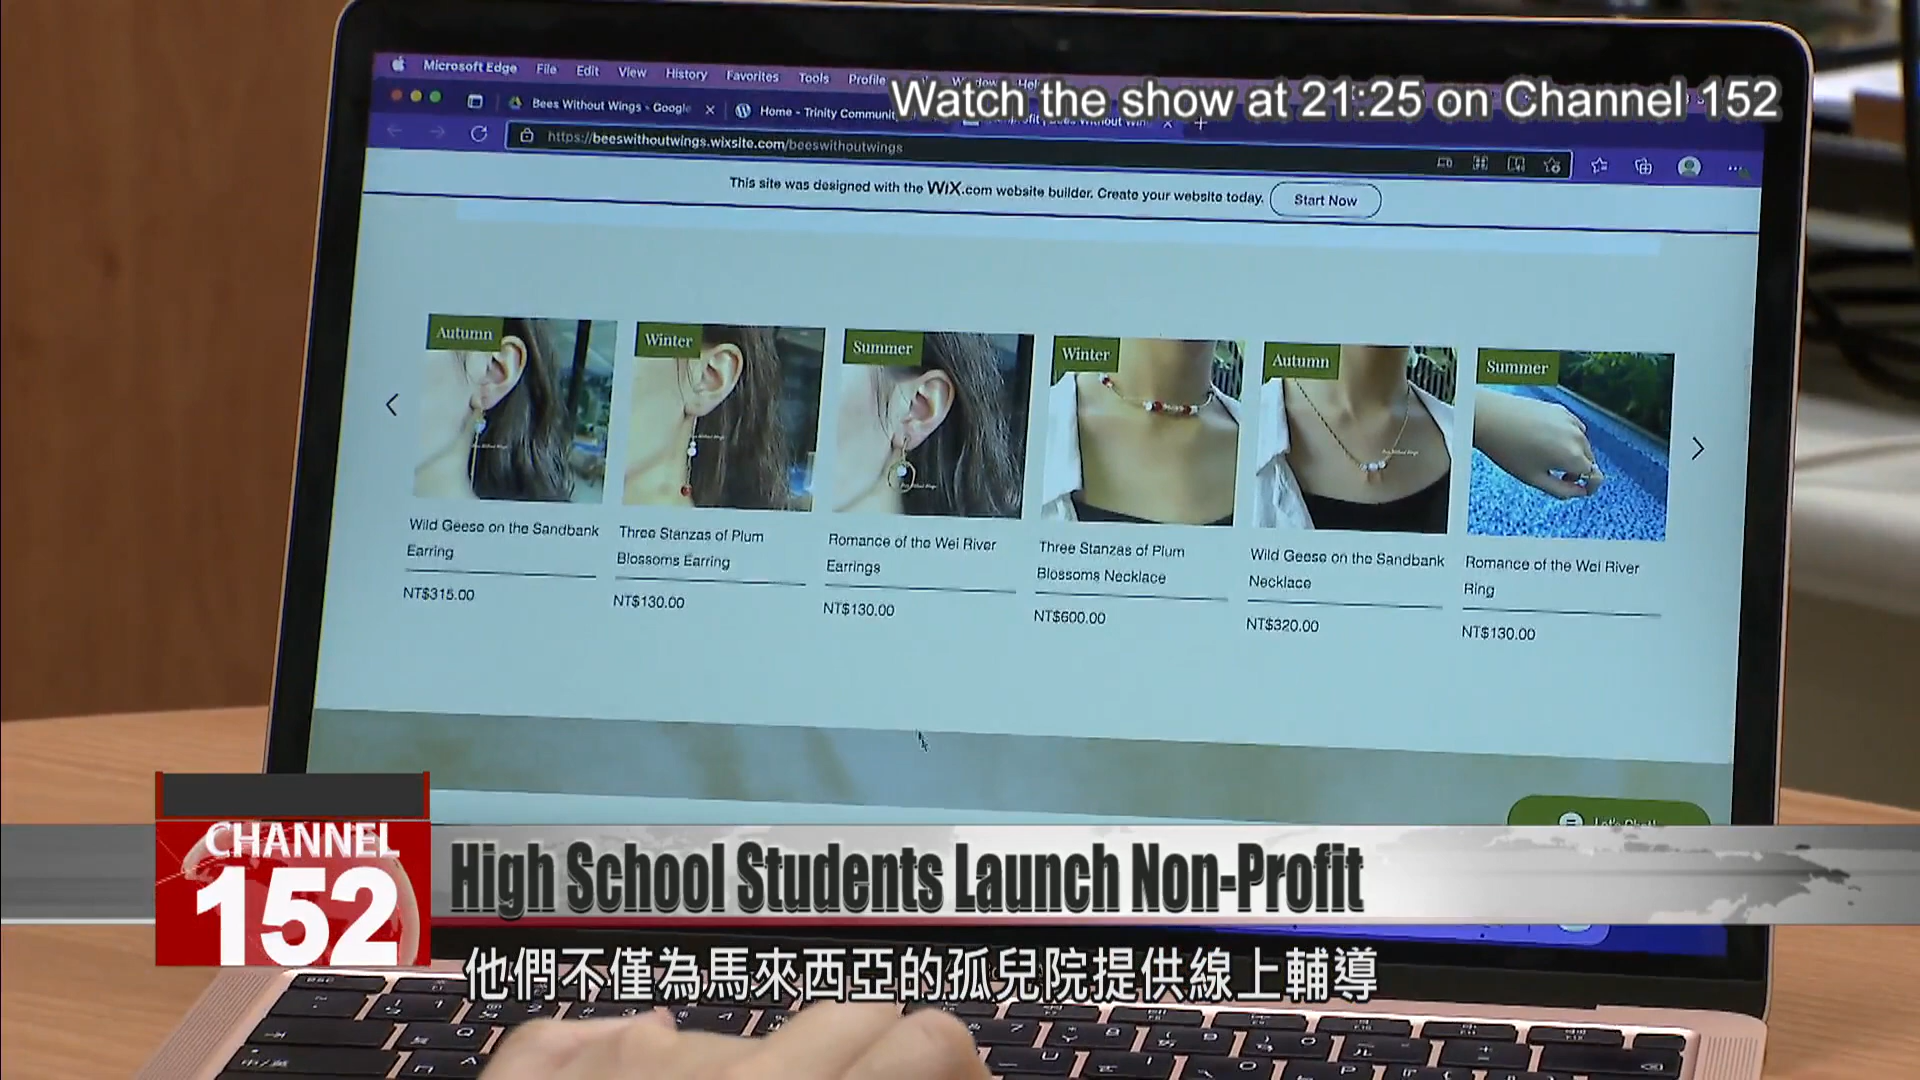 Microsoft Edge File Edit View History Favorites Tools Profile
Watch the show at 21:25 on Channel 152
Bees Without Wings - Google
Home - Trinity Communit
https://beeswithoutwings.wixsite.com/beeswithoutwings
This site was designed with the WiX.com website builder. Create your website today. Start Now
Autumn
Winter
Summer
Winter
Autumn
Summer
Wild Geese on the Sandbank
Earring
NT$315.00
Three Stanzas of Plum
Blossoms Earring
NT$130.00
Romance of the Wei River
Earrings
NT$130.00
Three Stanzas of Plum
Blossoms Necklace
NT$600.00
Wild Geese on the Sandbank
Necklace
NT$320.00
Romance of the Wei River
Ring
NT$130.00
CHANNEL
152
High School Students Launch Non-Profit
他們不僅為馬來西亞的孤兒院提供線上輔導